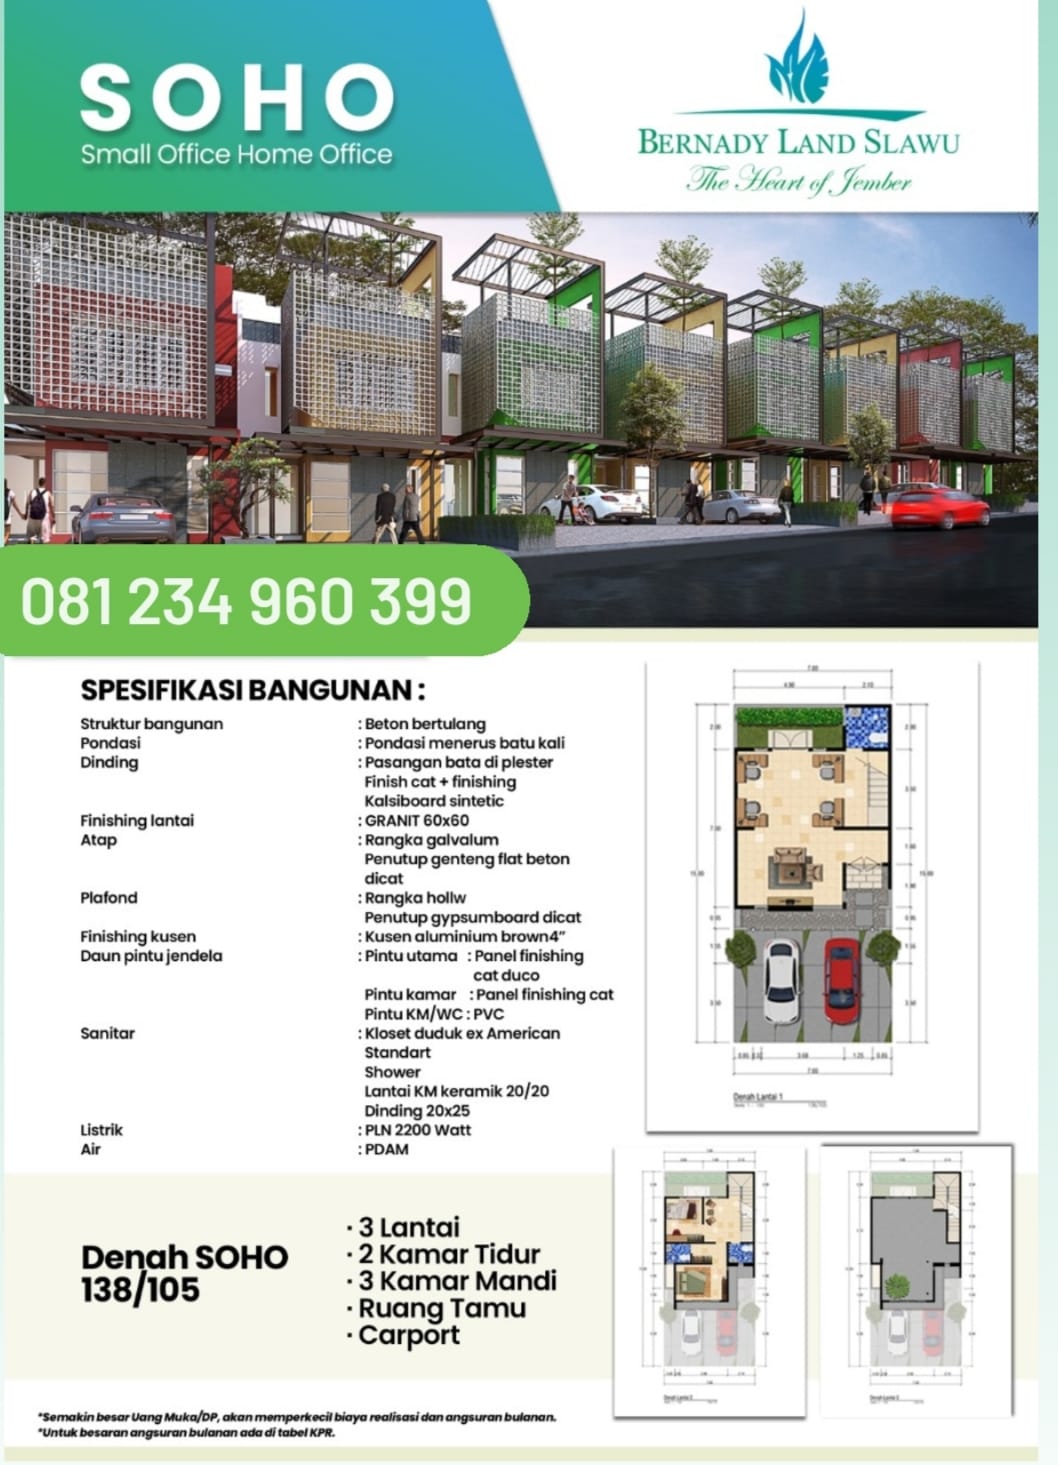 SOHO
Small Office Home Office
BERNADY LAND SLAWU
The Heart of Jember
081 234 960 399
SPESIFIKASI BANGUNAN :
Struktur bangunan : Beton bertulang
Pondasi : Pondasi menerus batu kali
Dinding : Pasangan bata di plester
Finish cat + finishing
Kalsiboard sintetic
Finishing lantai : GRANIT 60x60
Atap : Rangka galvalum
Penutup genteng flat beton
dicat
Plafond : Rangka hollw
Penutup gypsumboard dicat
Finishing kusen : Kusen aluminium brown4”
Daun pintu jendela : Pintu utama : Panel finishing
cat duco
Pintu kamar : Panel finishing cat
Pintu KM/WC : PVC
Sanitar : Kloset duduk ex American
Standart
Shower
Lantai KM keramik 20/20
Dinding 20x25
Listrik : PLN 2200 Watt
Air : PDAM
Denah Lantai 1
Denah SOHO
138/105
· 3 Lantai
· 2 Kamar Tidur
· 3 Kamar Mandi
· Ruang Tamu
· Carport
Denah Lantai 2
Denah Lantai 3
*Semakin besar Uang Muka/DP, akan memperkecil biaya realisasi dan angsuran bulanan.
*Untuk besaran angsuran bulanan ada di tabel KPR.